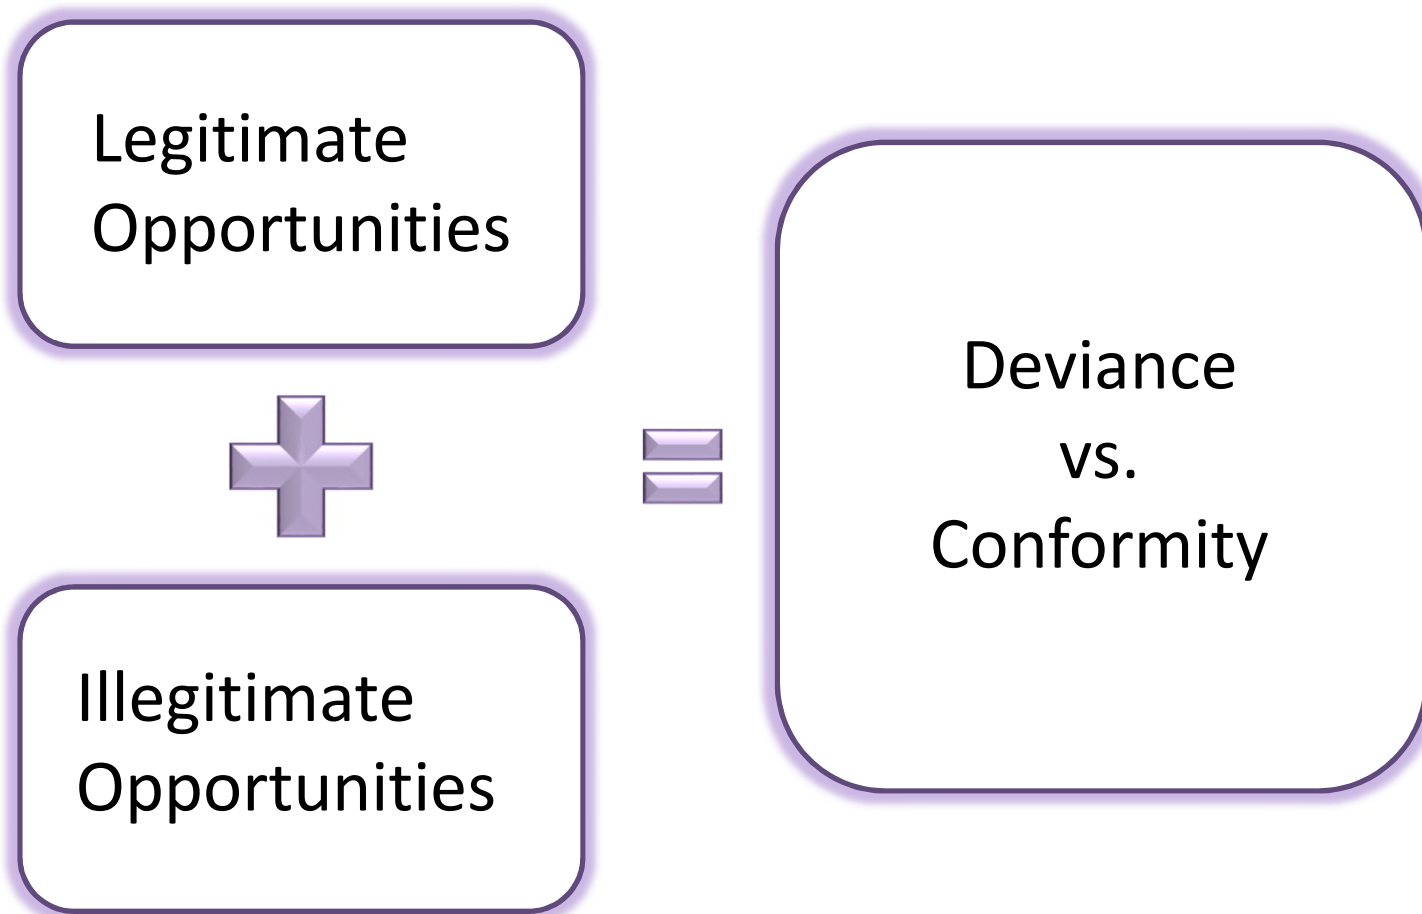 Legitimate
Opportunities
Illegitimate
Opportunities
Deviance
vs.
Conformity